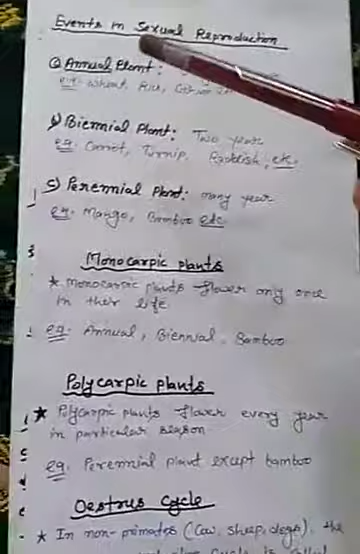 Events in Sexual Reproduction
a) Annual Plant:
eg. Wheat, Rice,
b) Biennial Plant: Two year
eg. Carrot, Turnip, Raddish, etc.
c) Perennial Plant: many year
eg. Mango, Bamboo etc.
Monocarpic plants
* monocarpic plants flower only once
in their life.
eg. Annual, Biennial, Bamboo
Polycarpic plants
* Polycarpic plants flower every year
in particular season
eg. Perennial plant except bamboo
Oestrus Cycle
* In non-primates (Cow, sheep, dogs), the